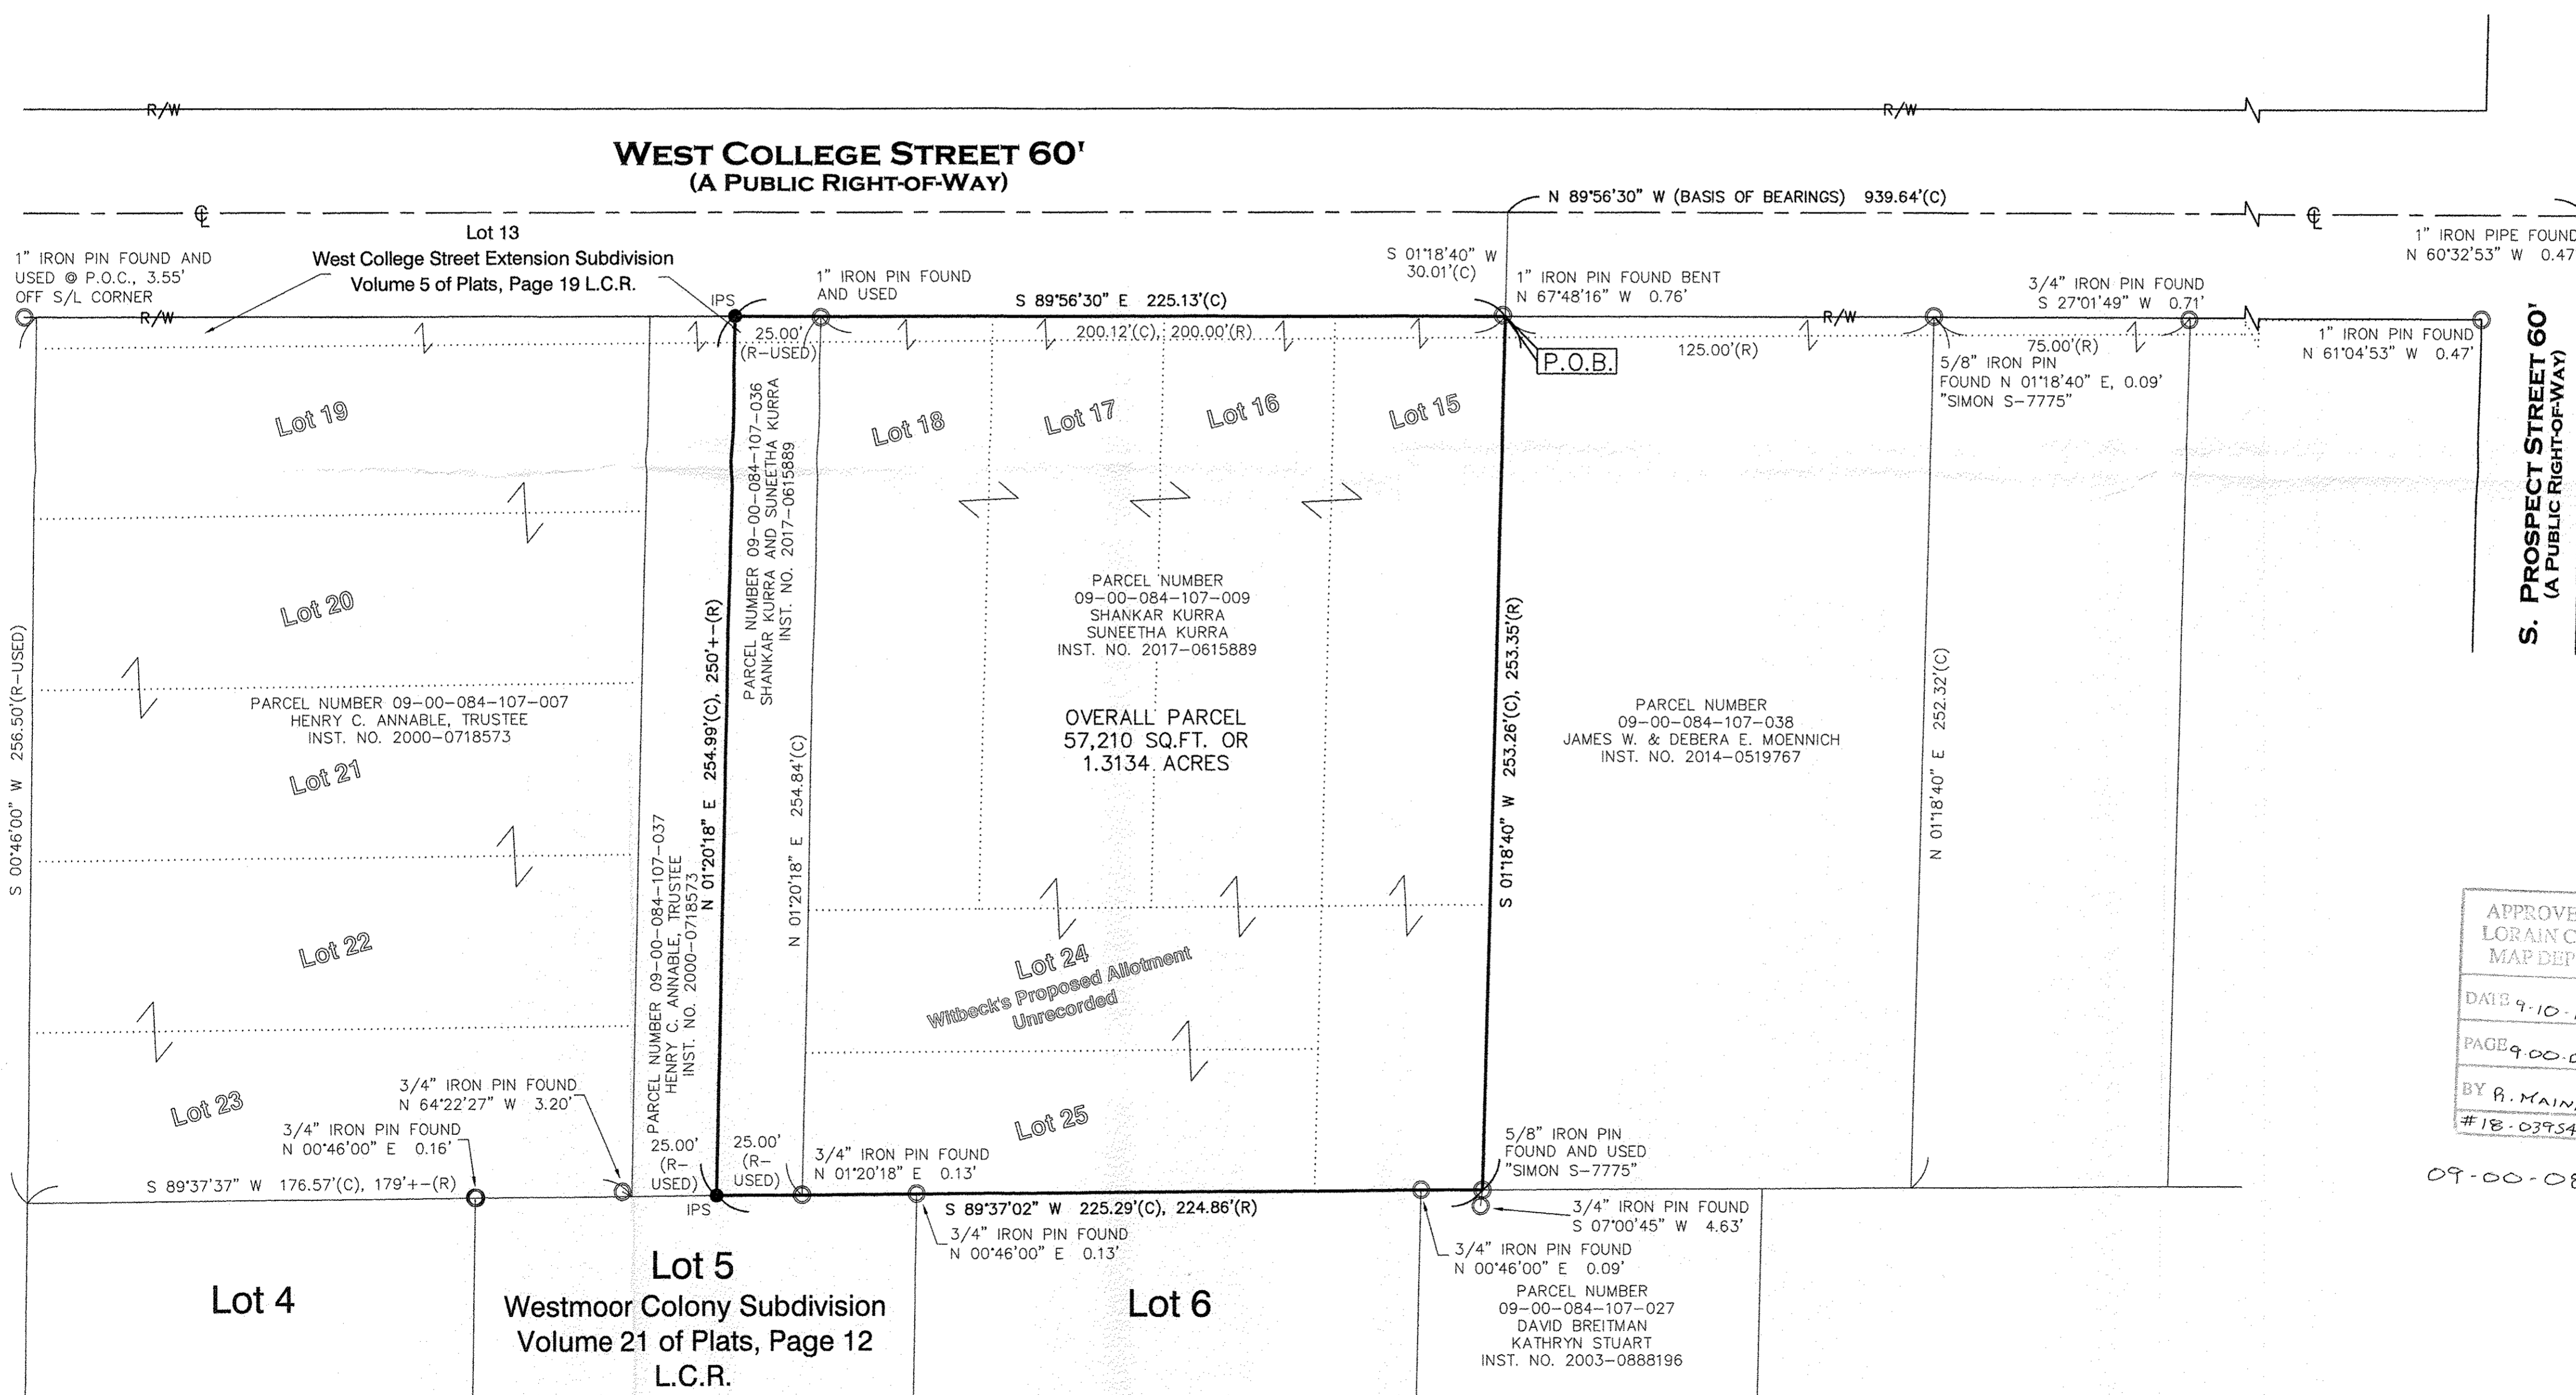 R/W
R/W
WEST COLLEGE STREET 60'
(A PUBLIC RIGHT-OF-WAY)
N 89°56'30" W (BASIS OF BEARINGS) 939.64'(C)
℄
℄
1" IRON PIPE FOUND
N 60°32'53" W 0.47
Lot 13
West College Street Extension Subdivision
Volume 5 of Plats, Page 19 L.C.R.
1" IRON PIN FOUND AND
USED @ P.O.C., 3.55'
OFF S/L CORNER
R/W
IPS
1" IRON PIN FOUND
AND USED
S 89°56'30" E 225.13'(C)
S 01°18'40" W
30.01'(C)
1" IRON PIN FOUND BENT
N 67°48'16" W 0.76'
R/W
3/4" IRON PIN FOUND
S 27°01'49" W 0.71'
1" IRON PIN FOUND
N 61°04'53" W 0.47'
25.00'
(R-USED)
200.12'(C), 200.00'(R)
P.O.B.
125.00'(R)
75.00'(R)
5/8" IRON PIN
FOUND N 01°18'40" E, 0.09'
"SIMON S-7775"
S. PROSPECT STREET 60'
(A PUBLIC RIGHT-OF-WAY)
Lot 19
Lot 18
Lot 17
Lot 16
Lot 15
PARCEL NUMBER 09-00-084-107-036
SHANKAR KURRA AND SUNEETHA KURRA
INST. NO. 2017-0615889
PARCEL NUMBER
09-00-084-107-009
SHANKAR KURRA
SUNEETHA KURRA
INST. NO. 2017-0615889
Lot 20
S 00°46'00" W 256.50'(R-USED)
PARCEL NUMBER 09-00-084-107-007
HENRY C. ANNABLE, TRUSTEE
INST. NO. 2000-0718573
N 01°20'18" E 254.99'(C), 250'+-(R)
N 01°20'18" E 254.84'(C)
OVERALL PARCEL
57,210 SQ.FT. OR
1.3134 ACRES
S 01°18'40" W 253.26'(C), 253.35'(R)
PARCEL NUMBER
09-00-084-107-038
JAMES W. & DEBERA E. MOENNICH
INST. NO. 2014-0519767
N 01°18'40" E 252.32'(C)
Lot 21
PARCEL NUMBER 09-00-084-107-037
HENRY C. ANNABLE, TRUSTEE
INST. NO. 2000-0718573
Lot 22
Lot 24
Witbeck's Proposed Allotment
Unrecorded
APPROVE
LORAIN C
MAP DEP
DATE 9-10-
PAGE 9-00-
BY R. MAIN
#18-03954
09-00-08
Lot 23
3/4" IRON PIN FOUND
N 64°22'27" W 3.20'
3/4" IRON PIN FOUND
N 00°46'00" E 0.16'
S 89°37'37" W 176.57'(C), 179'+-(R)
25.00'
(R-
USED)
25.00'
(R-
USED)
IPS
3/4" IRON PIN FOUND
N 01°20'18" E 0.13'
Lot 25
5/8" IRON PIN
FOUND AND USED
"SIMON S-7775"
S 89°37'02" W 225.29'(C), 224.86'(R)
3/4" IRON PIN FOUND
N 00°46'00" E 0.13'
3/4" IRON PIN FOUND
S 07°00'45" W 4.63'
3/4" IRON PIN FOUND
N 00°46'00" E 0.09'
PARCEL NUMBER
09-00-084-107-027
DAVID BREITMAN
KATHRYN STUART
INST. NO. 2003-0888196
Lot 4
Lot 5
Westmoor Colony Subdivision
Volume 21 of Plats, Page 12
L.C.R.
Lot 6